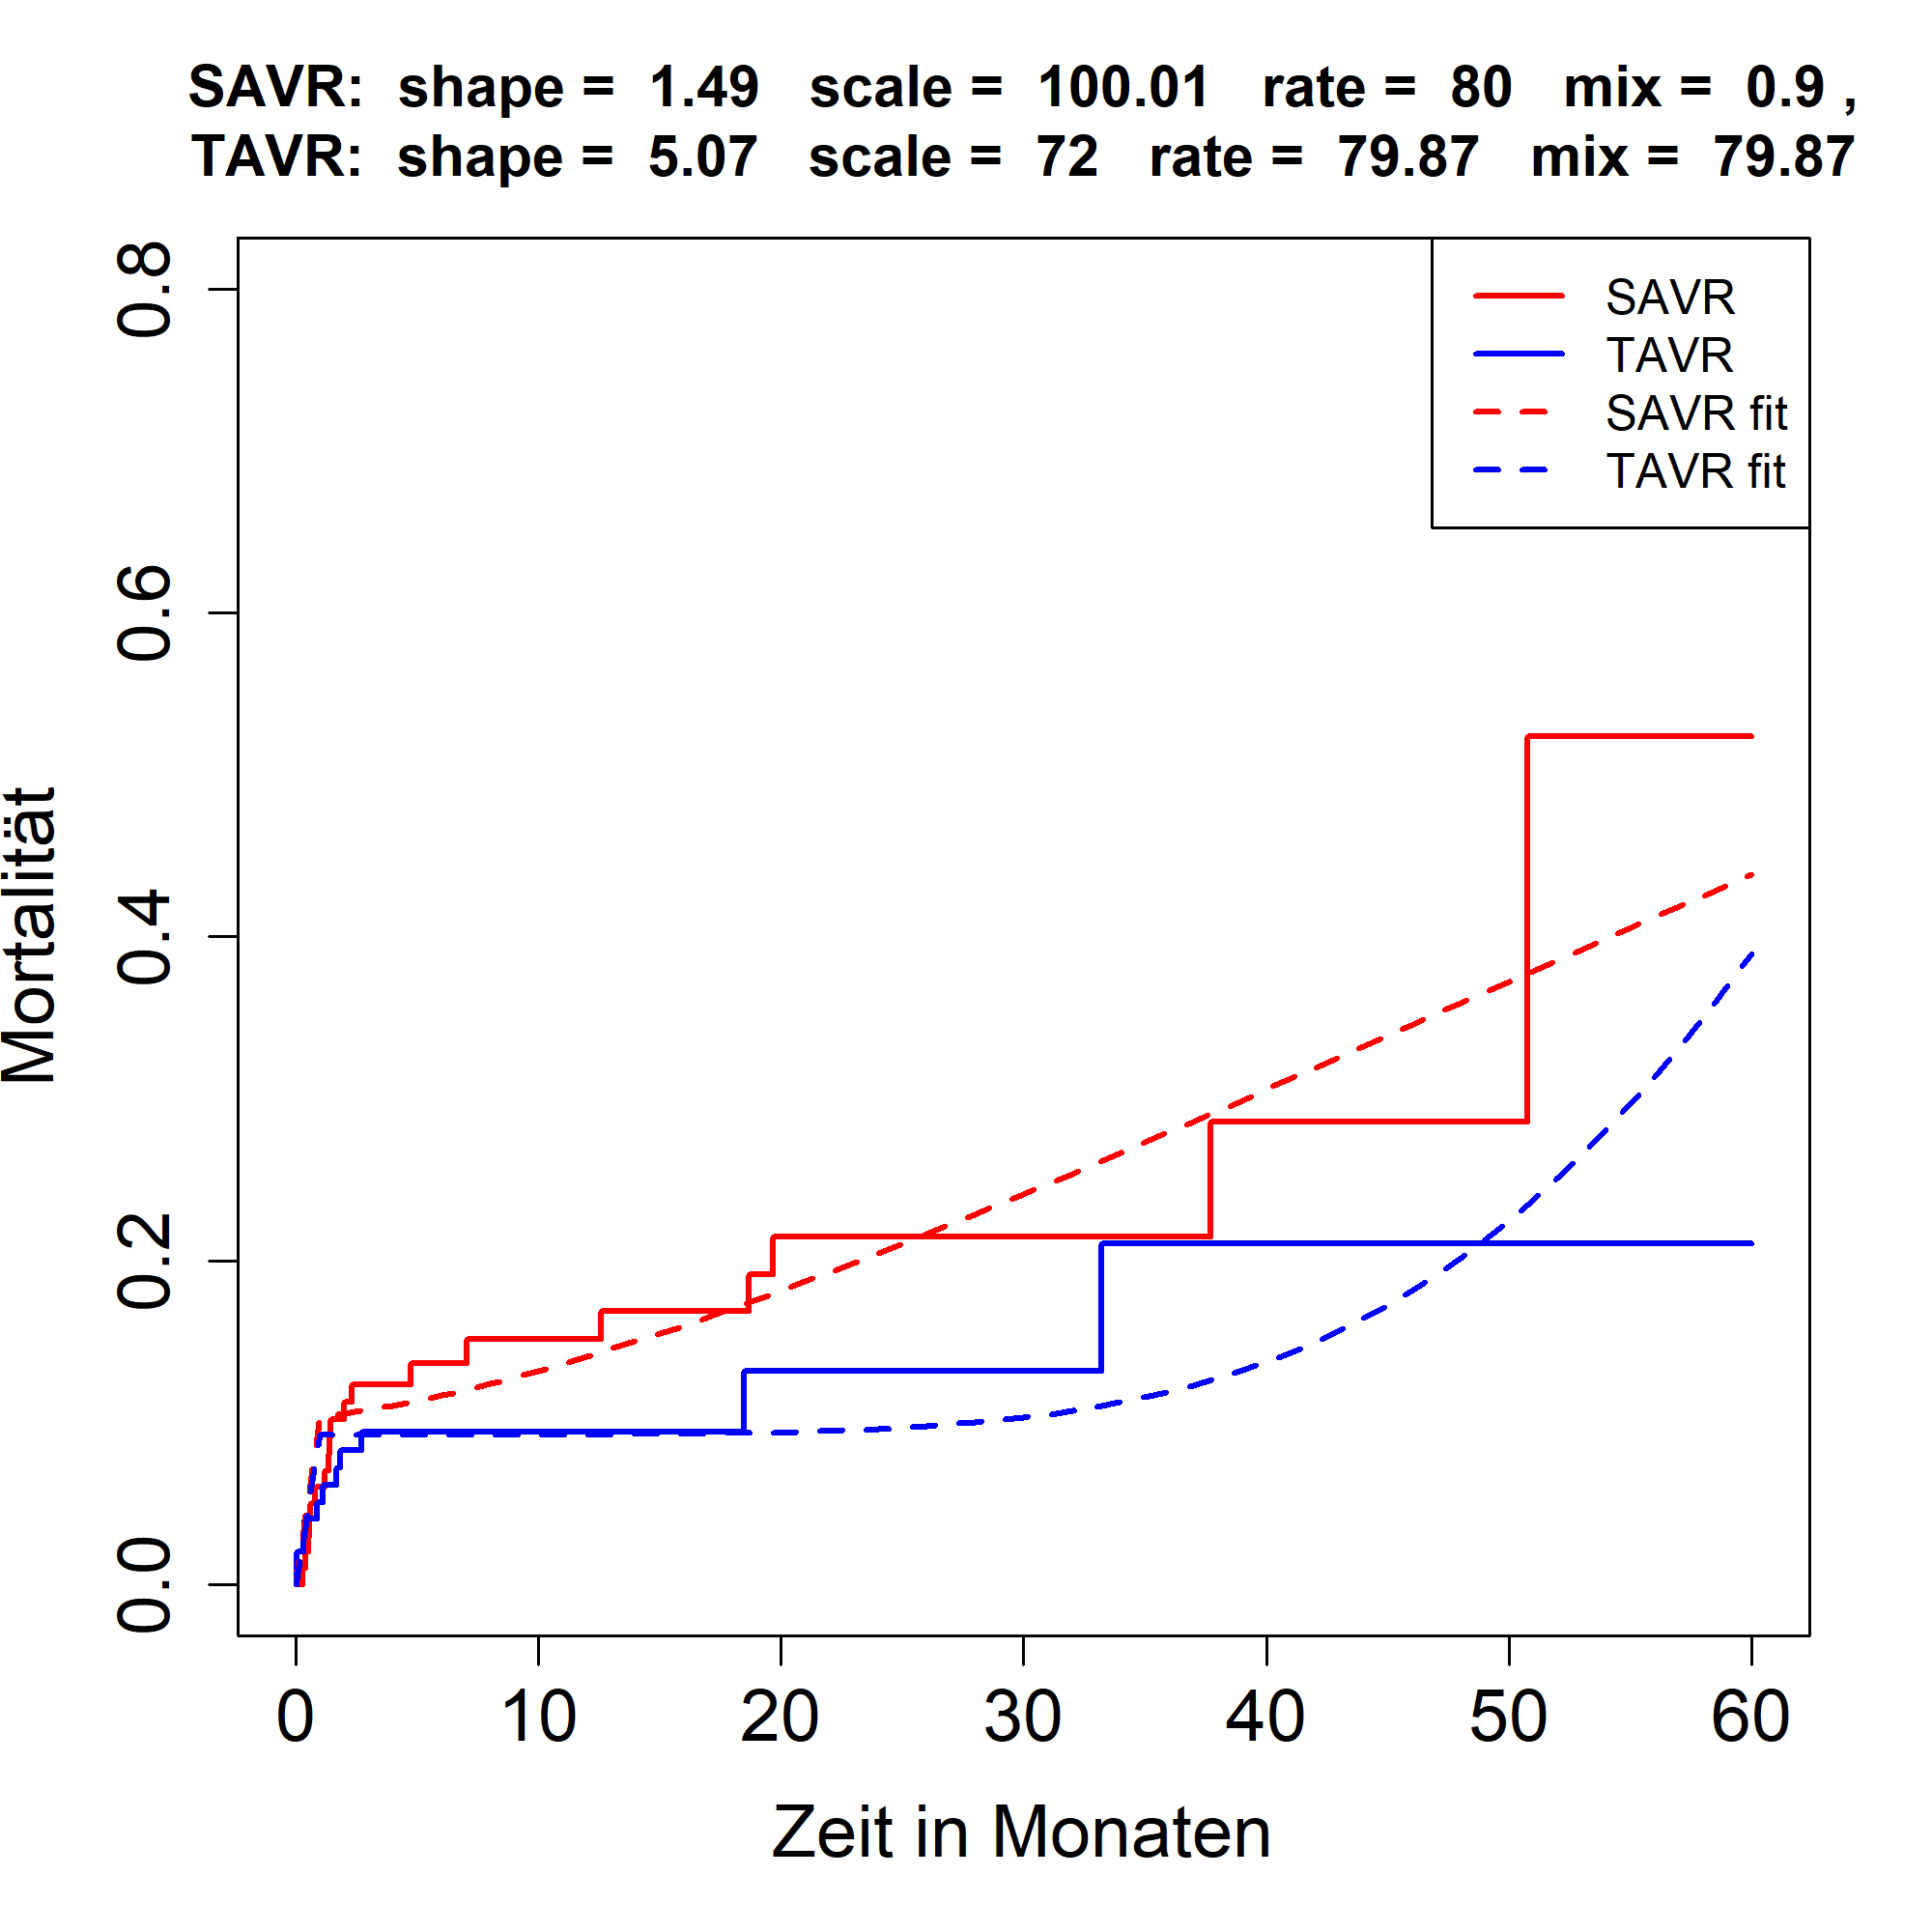 SAVR: shape = 1.49 scale = 100.01 rate = 80 mix = 0.9 ,
TAVR: shape = 5.07 scale = 72 rate = 79.87 mix = 79.87
SAVR
TAVR
SAVR fit
TAVR fit
Mortalität
0.8
0.6
0.4
0.2
0.0
0 10 20 30 40 50 60
Zeit in Monaten